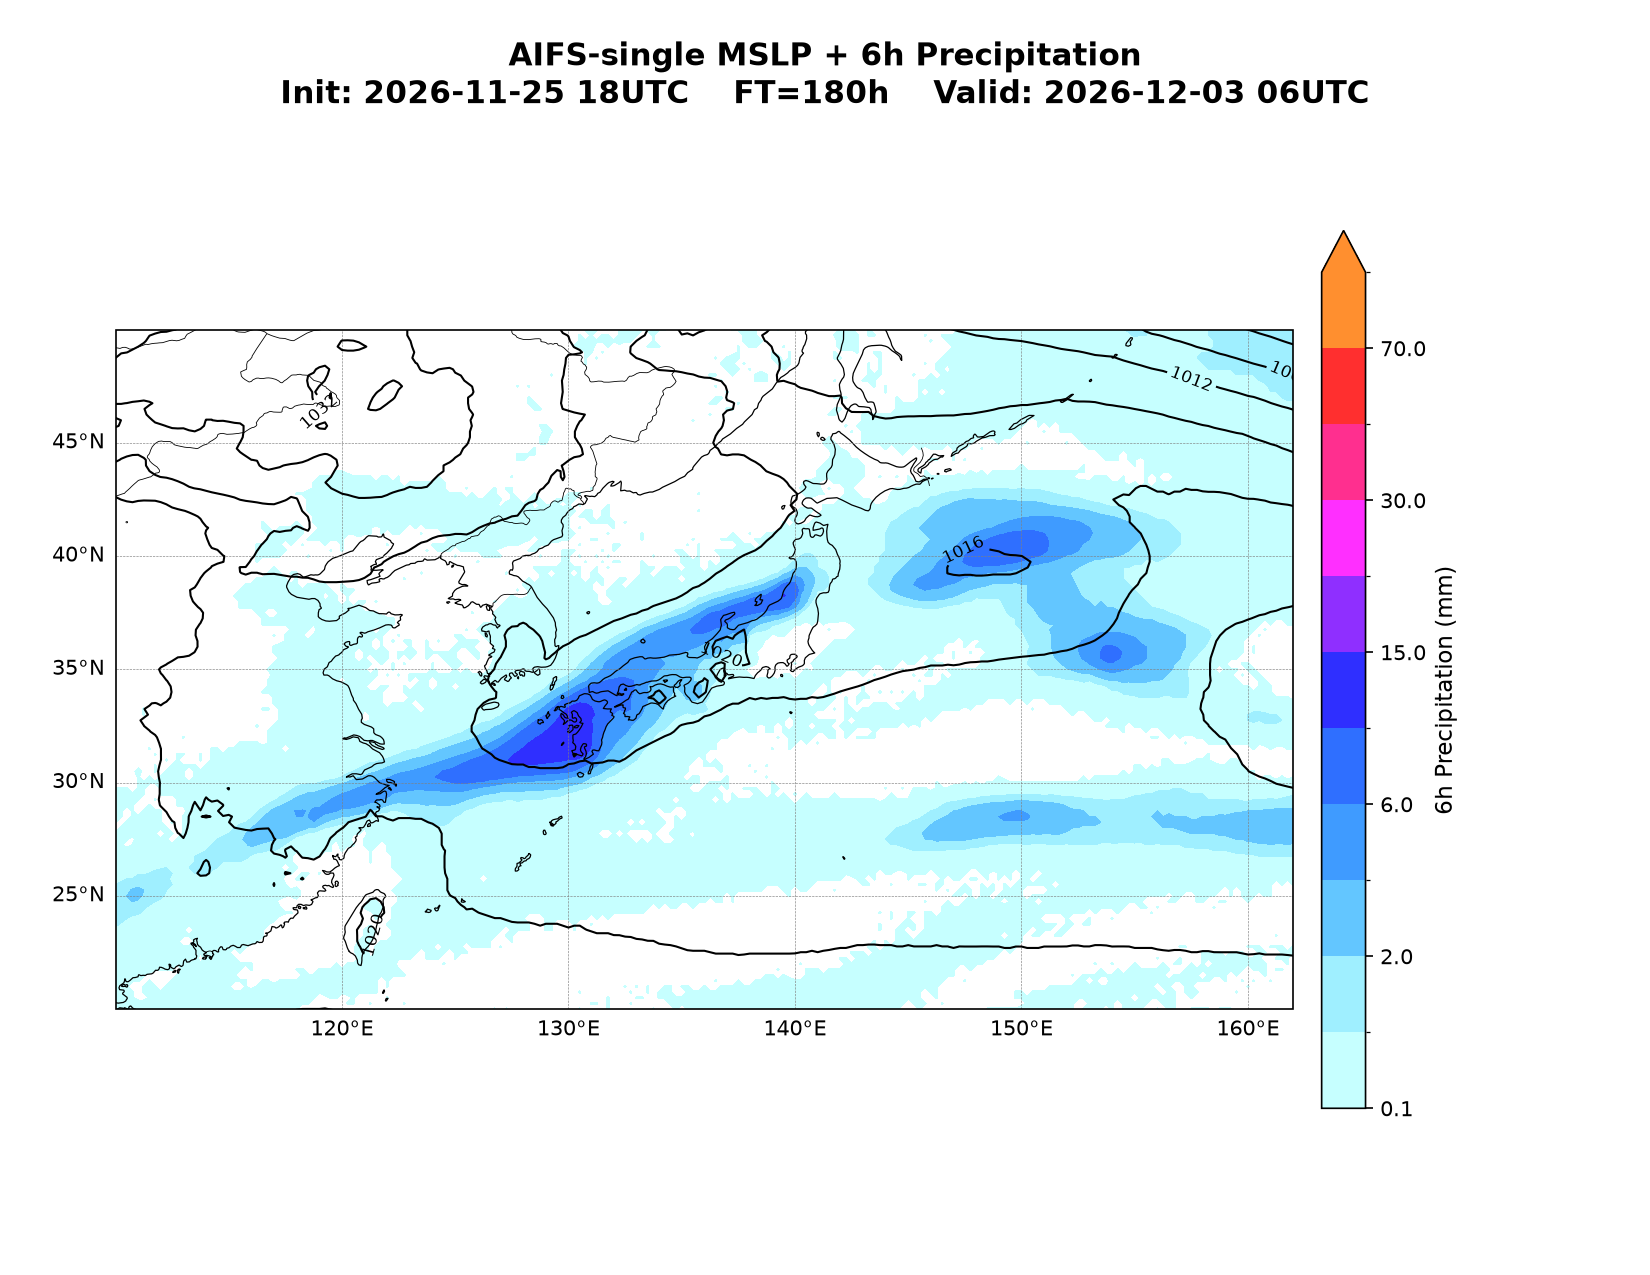 AIFS-single MSLP + 6h Precipitation
Init: 2026-11-25 18UTC    FT=180h    Valid: 2026-12-03 06UTC
70.0
30.0
15.0
6.0
2.0
0.1
6h Precipitation (mm)
45°N
40°N
35°N
30°N
25°N
120°E
130°E
140°E
150°E
160°E
1012
1032
1016
1020
1020